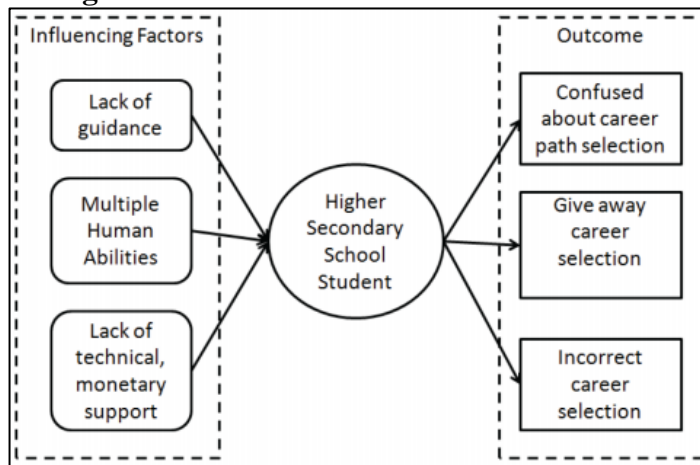 Influencing Factors
Lack of
guidance
Multiple
Human
Abilities
Lack of
technical,
monetary
support
Higher
Secondary
School
Student
Outcome
Confused
about career
path selection
Give away
career
selection
Incorrect
career
selection